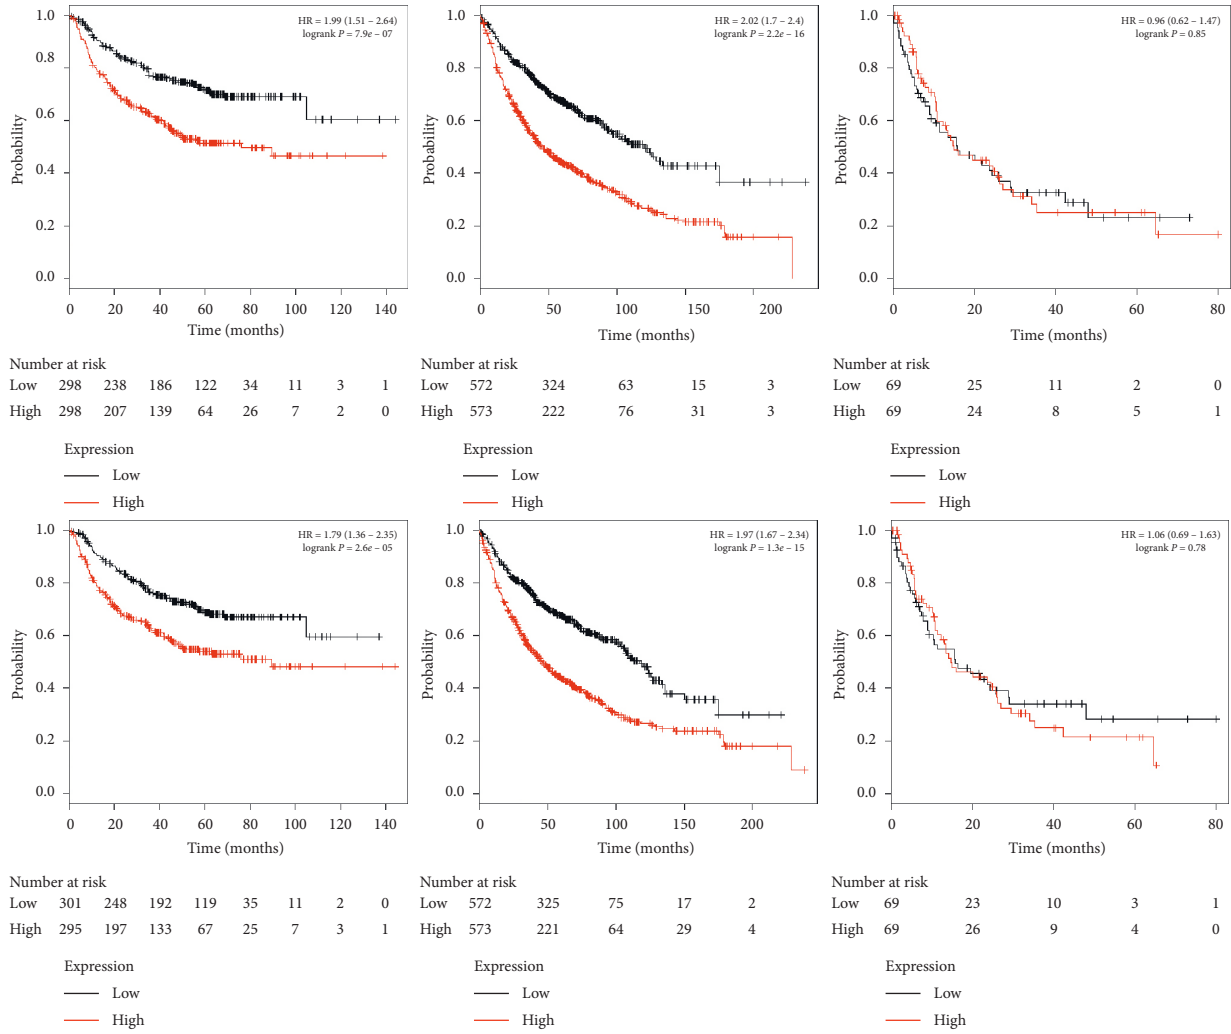 HR = 1.99 (1.51 – 2.64)
logrank P = 7.9e – 07
1.0
0.8
0.6
0.4
0.2
0.0
Probability
0 20 40 60 80 100 120 140
Time (months)
Number at risk
Low 298 238 186 122 34 11 3 1
High 298 207 139 64 26 7 2 0
Expression
Low
High
HR = 2.02 (1.7 – 2.4)
logrank P = 2.2e – 16
1.0
0.8
0.6
0.4
0.2
0.0
Probability
0 50 100 150 200
Time (months)
Number at risk
Low 572 324 63 15 3
High 573 222 76 31 3
Expression
Low
High
HR = 0.96 (0.62 – 1.47)
logrank P = 0.85
1.0
0.8
0.6
0.4
0.2
0.0
Probability
0 20 40 60 80
Time (months)
Number at risk
Low 69 25 11 2 0
High 69 24 8 5 1
Expression
Low
High
HR = 1.79 (1.36 – 2.35)
logrank P = 2.6e – 05
1.0
0.8
0.6
0.4
0.2
0.0
Probability
0 20 40 60 80 100 120 140
Time (months)
Number at risk
Low 301 248 192 119 35 11 2 0
High 295 197 133 67 25 7 3 1
Expression
Low
High
HR = 1.97 (1.67 – 2.34)
logrank P = 1.3e – 15
1.0
0.8
0.6
0.4
0.2
0.0
Probability
0 50 100 150 200
Time (months)
Number at risk
Low 572 325 75 17 2
High 573 221 64 29 4
Expression
Low
High
HR = 1.06 (0.69 – 1.63)
logrank P = 0.78
1.0
0.8
0.6
0.4
0.2
0.0
Probability
0 20 40 60 80
Time (months)
Number at risk
Low 69 23 10 3 1
High 69 26 9 4 0
Expression
Low
High